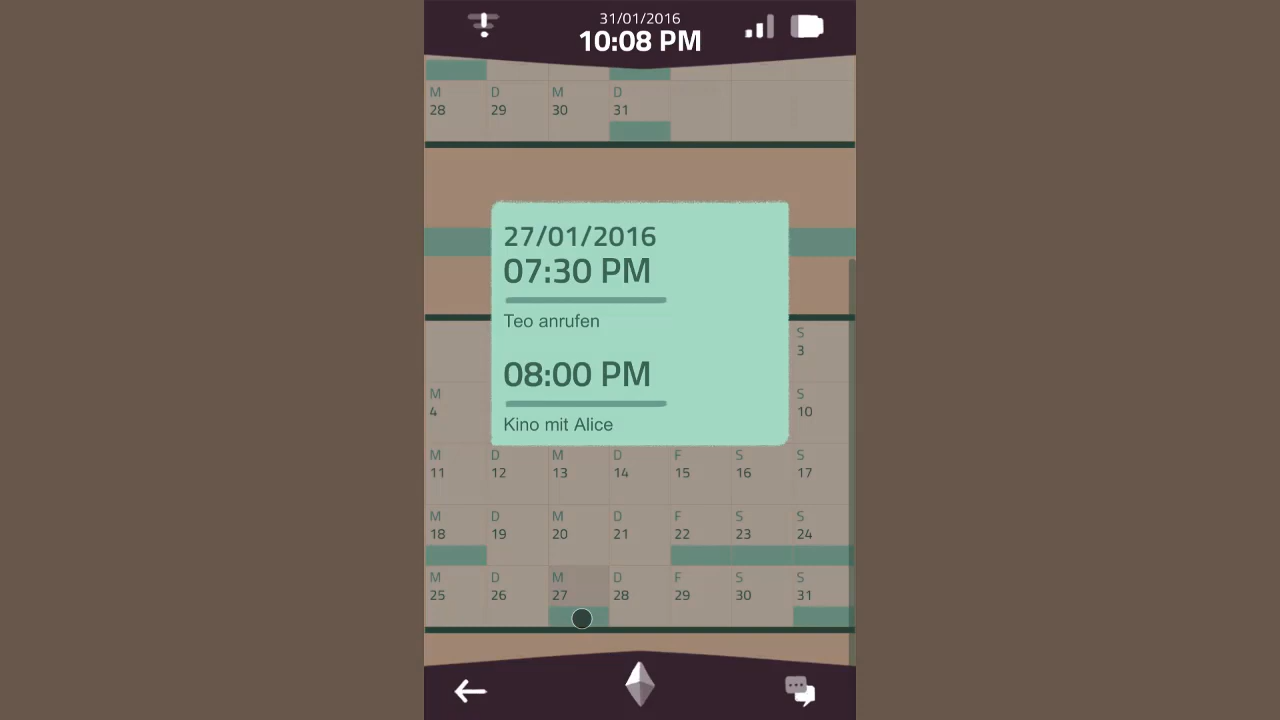 31/01/2016
10:08 PM
M D M D
28 29 30 31
27/01/2016
07:30 PM
Teo anrufen
08:00 PM
Kino mit Alice
S
3
M S
4 10
M D M D F S S
11 12 13 14 15 16 17
M D M D F S S
18 19 20 21 22 23 24
M D M D F S S
25 26 27 28 29 30 31